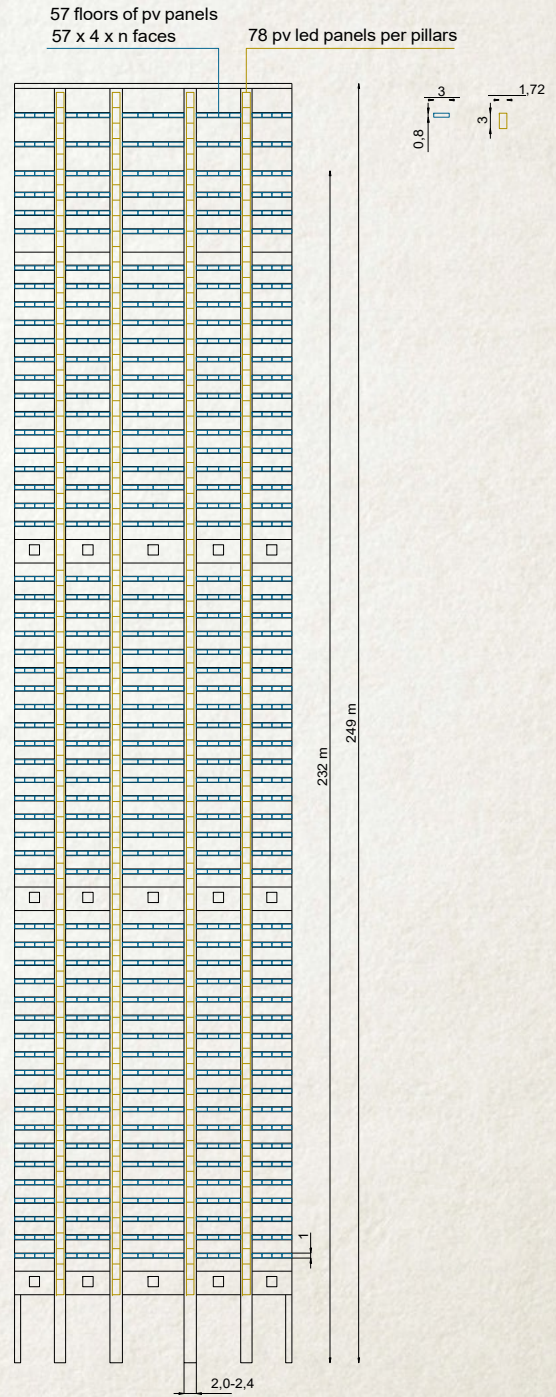 57 floors of pv panels
57 x 4 x n faces
78 pv led panels per pillars
3
0,8
1,72
3
232 m
249 m
1
2,0-2,4